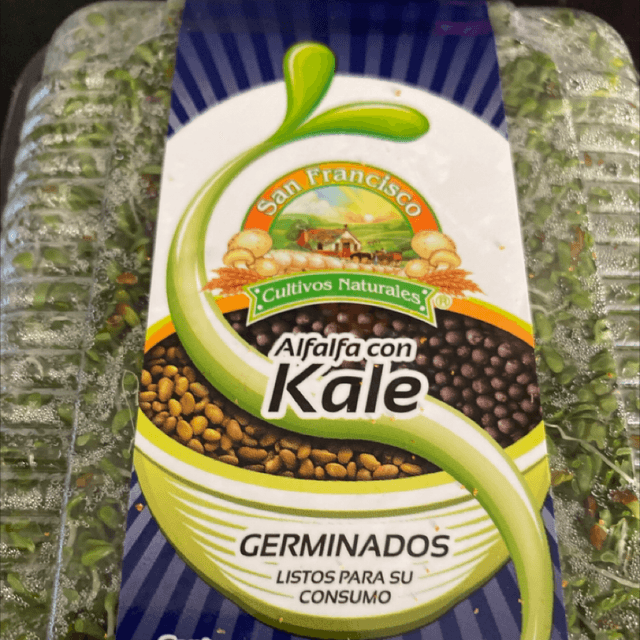 San Francisco
Cultivos Naturales
®
Alfalfa con
Kale
GERMINADOS
LISTOS PARA SU
CONSUMO